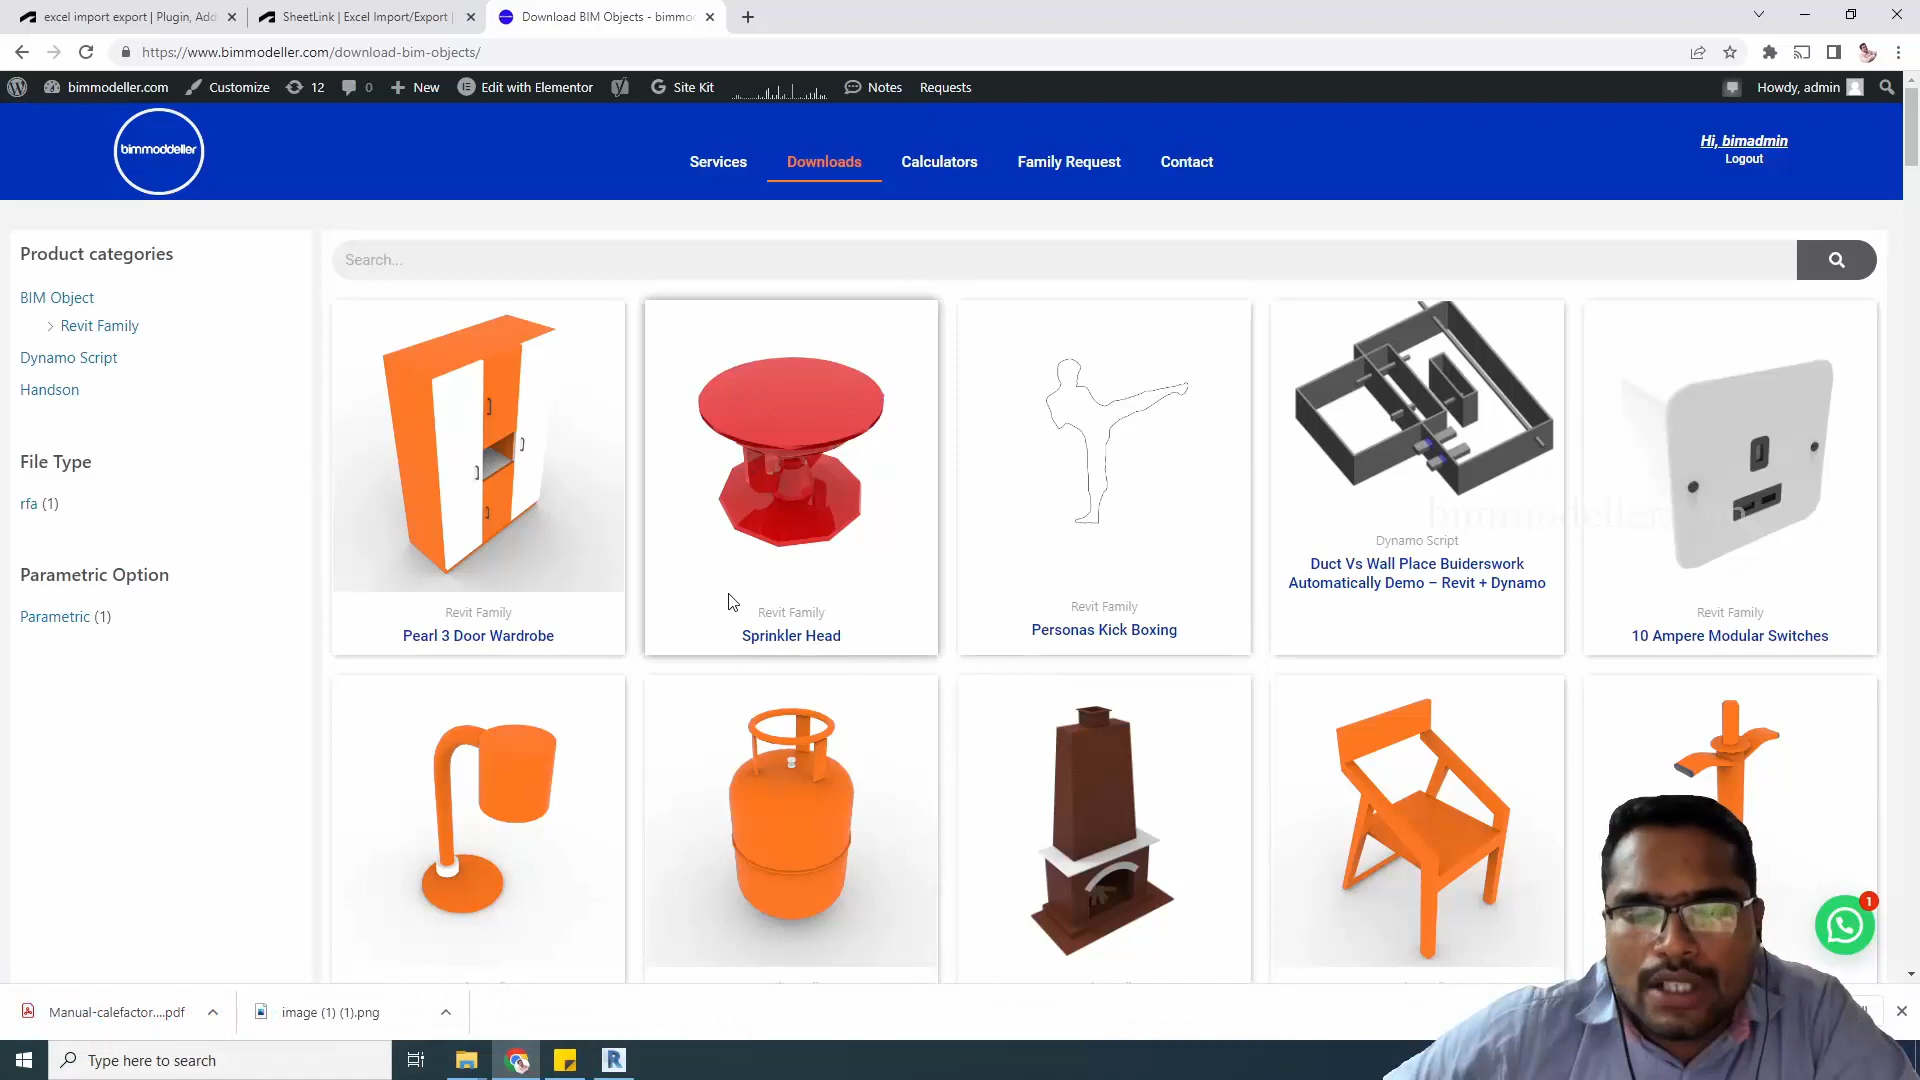 excel import export | Plugin, Add
SheetLink | Excel Import/Export |
Download BIM Objects - bimmo
https://www.bimmodeller.com/download-bim-objects/
bimmodeller.com
Customize
12
0
New
Edit with Elementor
Site Kit
Notes
Requests
Howdy, admin
bimmoddeller
Services
Downloads
Calculators
Family Request
Contact
Hi, bimadmin
Logout
Product categories
BIM Object
Revit Family
Dynamo Script
Handson
File Type
rfa (1)
Parametric Option
Parametric (1)
Search...
Revit Family
Pearl 3 Door Wardrobe
Revit Family
Sprinkler Head
Revit Family
Personas Kick Boxing
Dynamo Script
Duct Vs Wall Place Buiderswork
Automatically Demo – Revit + Dynamo
Revit Family
10 Ampere Modular Switches
1
Manual-calefactor....pdf
image (1) (1).png
Type here to search